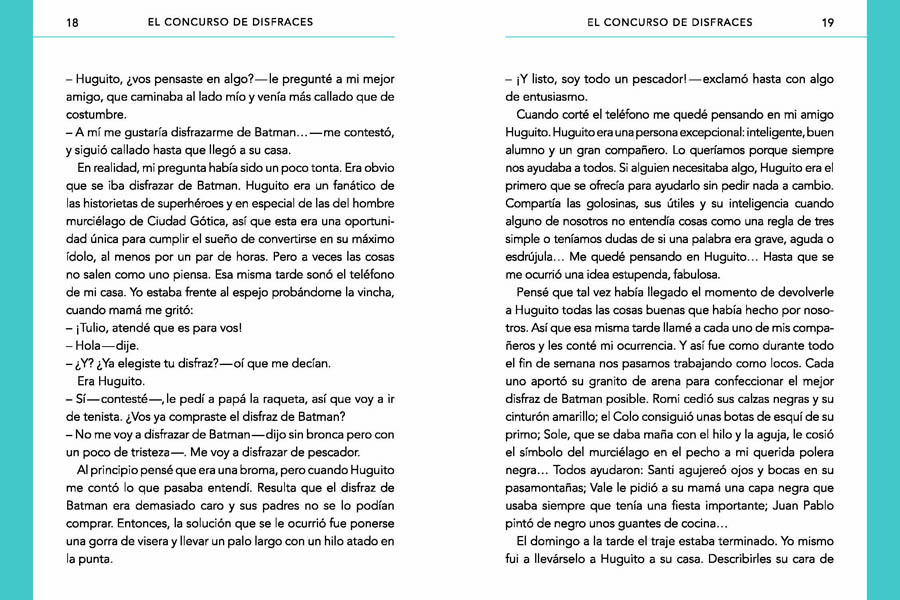 18 EL CONCURSO DE DISFRACES
– Huguito, ¿vos pensaste en algo?—le pregunté a mi mejor
amigo, que caminaba al lado mío y venía más callado que de
costumbre.
– A mí me gustaría disfrazarme de Batman...—me contestó,
y siguió callado hasta que llegó a su casa.
En realidad, mi pregunta había sido un poco tonta. Era obvio
que se iba disfrazar de Batman. Huguito era un fanático de
las historietas de superhéroes y en especial de las del hombre
murciélago de Ciudad Gótica, así que esta era una oportuni-
dad única para cumplir el sueño de convertirse en su máximo
ídolo, al menos por un par de horas. Pero a veces las cosas
no salen como uno piensa. Esa misma tarde sonó el teléfono
de mi casa. Yo estaba frente al espejo probándome la vincha,
cuando mamá me gritó:
– ¡Tulio, atendé que es para vos!
– Hola—dije.
– ¿Y? ¿Ya elegiste tu disfraz?—oí que me decían.
Era Huguito.
– Sí—contesté—, le pedí a papá la raqueta, así que voy a ir
de tenista. ¿Vos ya compraste el disfraz de Batman?
– No me voy a disfrazar de Batman—dijo sin bronca pero con
un poco de tristeza—. Me voy a disfrazar de pescador.
Al principio pensé que era una broma, pero cuando Huguito
me contó lo que pasaba entendí. Resulta que el disfraz de
Batman era demasiado caro y sus padres no se lo podían
comprar. Entonces, la solución que se le ocurrió fue ponerse
una gorra de visera y llevar un palo largo con un hilo atado en
la punta.
EL CONCURSO DE DISFRACES 19
– ¡Y listo, soy todo un pescador!—exclamó hasta con algo
de entusiasmo.
Cuando corté el teléfono me quedé pensando en mi amigo
Huguito. Huguito era una persona excepcional: inteligente, buen
alumno y un gran compañero. Lo queríamos porque siempre
nos ayudaba a todos. Si alguien necesitaba algo, Huguito era el
primero que se ofrecía para ayudarlo sin pedir nada a cambio.
Compartía las golosinas, sus útiles y su inteligencia cuando
alguno de nosotros no entendía cosas como una regla de tres
simple o teníamos dudas de si una palabra era grave, aguda o
esdrújula... Me quedé pensando en Huguito... Hasta que se
me ocurrió una idea estupenda, fabulosa.
Pensé que tal vez había llegado el momento de devolverle
a Huguito todas las cosas buenas que había hecho por noso-
tros. Así que esa misma tarde llamé a cada uno de mis compa-
ñeros y les conté mi ocurrencia. Y así fue como durante todo
el fin de semana nos pasamos trabajando como locos. Cada
uno aportó su granito de arena para confeccionar el mejor
disfraz de Batman posible. Romi cedió sus calzas negras y su
cinturón amarillo; el Colo consiguió unas botas de esquí de su
primo; Sole, que se daba maña con el hilo y la aguja, le cosió
el símbolo del murciélago en el pecho a mi querida polera
negra... Todos ayudaron: Santi agujereó ojos y bocas en su
pasamontañas; Vale le pidió a su mamá una capa negra que
usaba siempre que tenía una fiesta importante; Juan Pablo
pintó de negro unos guantes de cocina...
El domingo a la tarde el traje estaba terminado. Yo mismo
fui a llevárselo a Huguito a su casa. Describirles su cara de